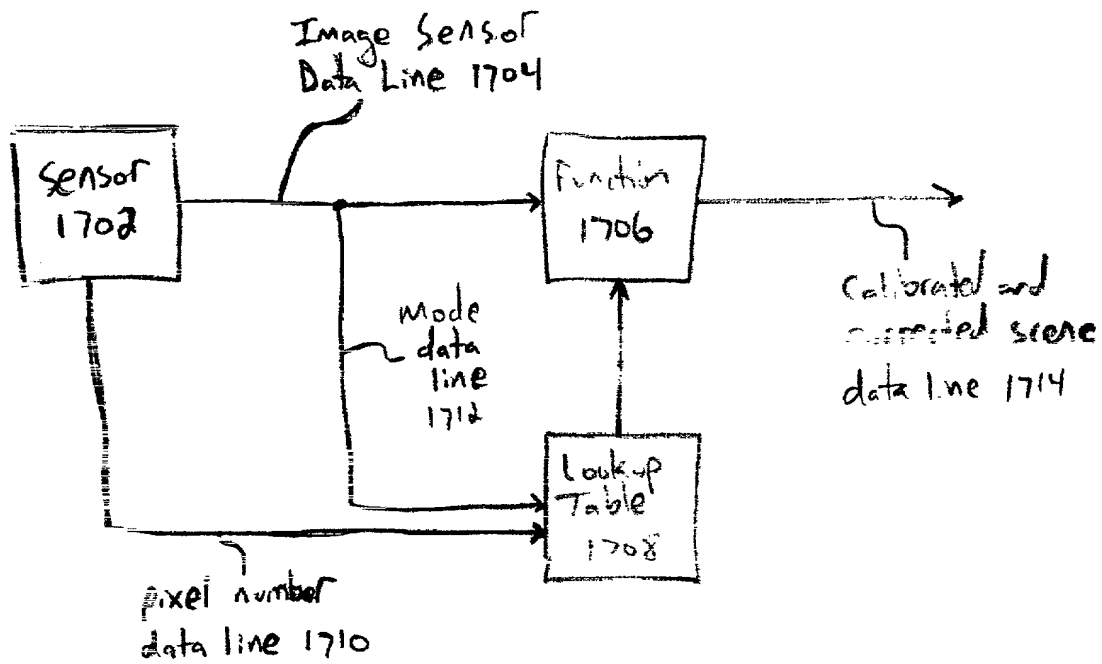 Image Sensor
Data Line 1704
Sensor
1702
Function
1706
mode
data
line
1712
Calibrated and
corrected scene
data line 1714
Lookup
Table
1708
pixel number
data line 1710